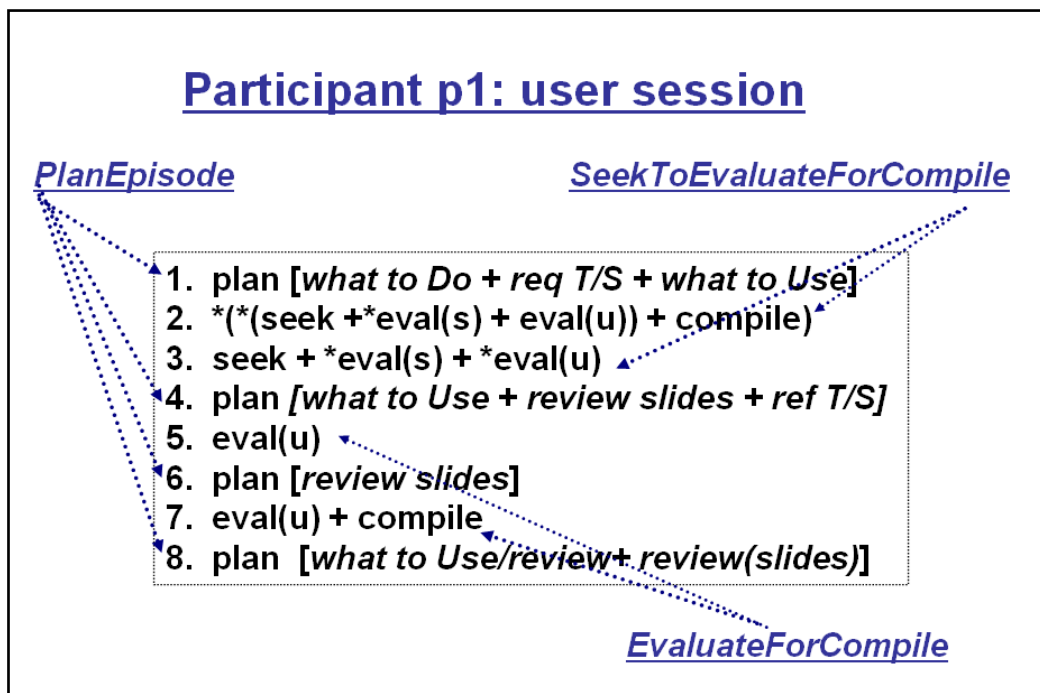 Participant p1: user session
PlanEpisode
SeekToEvaluateForCompile
1. plan [what to Do + req T/S + what to Use]
2. *(*(seek +*eval(s) + eval(u)) + compile)
3. seek + *eval(s) + *eval(u)
4. plan [what to Use + review slides + ref T/S]
5. eval(u)
6. plan [review slides]
7. eval(u) + compile
8. plan [what to Use/review+ review(slides)]
EvaluateForCompile